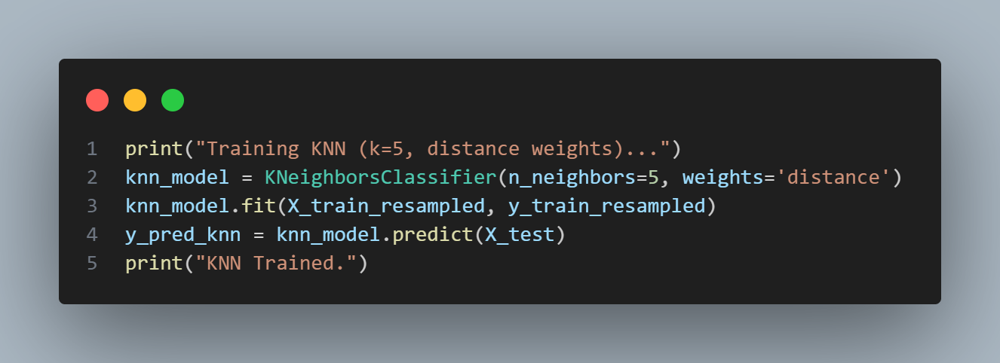 1 print("Training KNN (k=5, distance weights)...")
2 knn_model = KNeighborsClassifier(n_neighbors=5, weights='distance')
3 knn_model.fit(X_train_resampled, y_train_resampled)
4 y_pred_knn = knn_model.predict(X_test)
5 print("KNN Trained.")